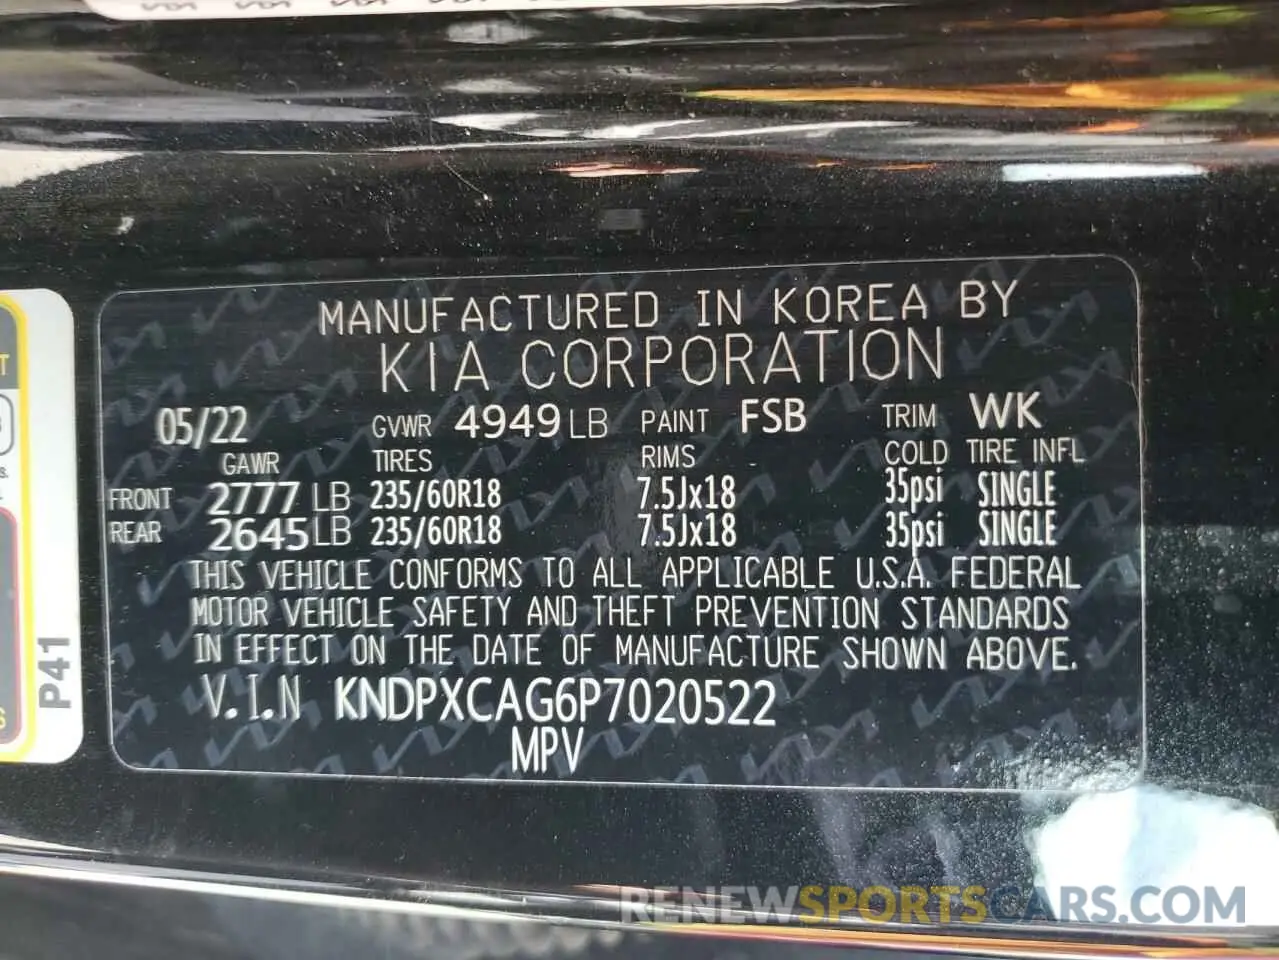 MANUFACTURED IN KOREA BY
KIA CORPORATION
05/22 GVWR 4949 LB PAINT FSB TRIM WK
GAWR TIRES RIMS COLD TIRE INFL
FRONT 2777 LB 235/60R18 7.5Jx18 35psi SINGLE
REAR 2645 LB 235/60R18 7.5Jx18 35psi SINGLE
THIS VEHICLE CONFORMS TO ALL APPLICABLE U.S.A. FEDERAL
MOTOR VEHICLE SAFETY AND THEFT PREVENTION STANDARDS
IN EFFECT ON THE DATE OF MANUFACTURE SHOWN ABOVE.
V.I.N KNDPXCAG6P7020522
MPV
P41
RENEWSPORTSCARS.COM